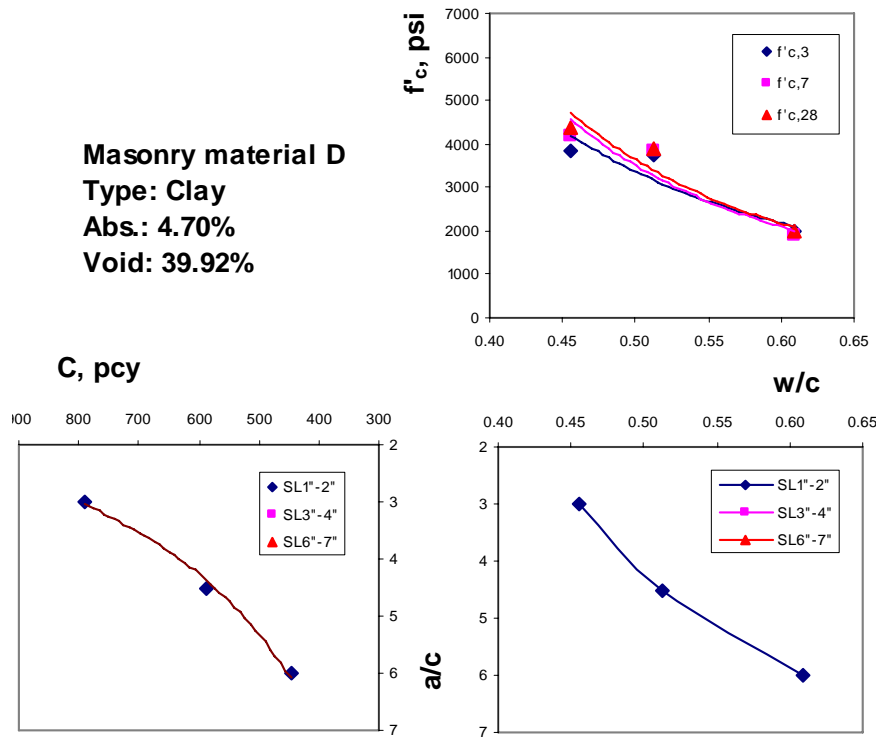 Masonry material D
Type: Clay
Abs.: 4.70%
Void: 39.92%
f'c, psi
7000
6000
5000
4000
3000
2000
1000
0
0.40 0.45 0.50 0.55 0.60 0.65
f'c,3
f'c,7
f'c,28
w/c
C, pcy
900 800 700 600 500 400 300
2
3
4
5
6
7
a/c
SL1"-2"
SL3"-4"
SL6"-7"
0.40 0.45 0.50 0.55 0.60 0.65
2
3
4
5
6
7
SL1"-2"
SL3"-4"
SL6"-7"